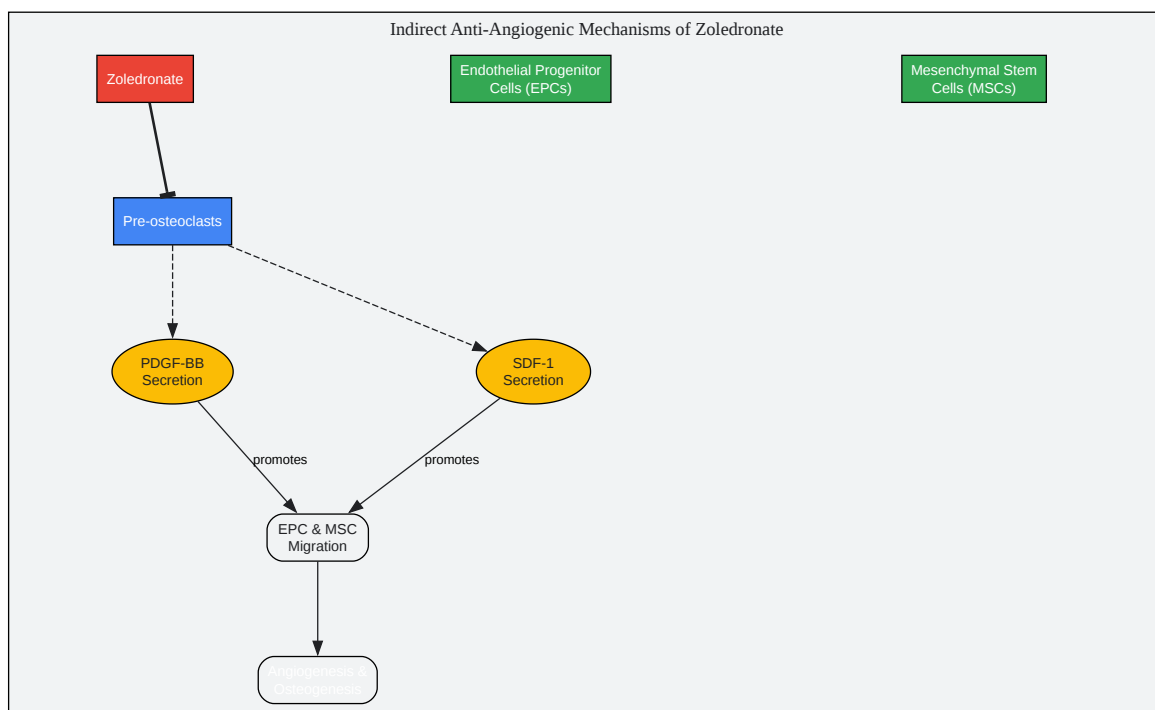 Indirect Anti-Angiogenic Mechanisms of Zoledronate
Zoledronate
Endothelial Progenitor
Cells (EPCs)
Mesenchymal Stem
Cells (MSCs)
Pre-osteoclasts
PDGF-BB
Secretion
SDF-1
Secretion
promotes
promotes
EPC & MSC
Migration
Angiogenesis &
Osteogenesis